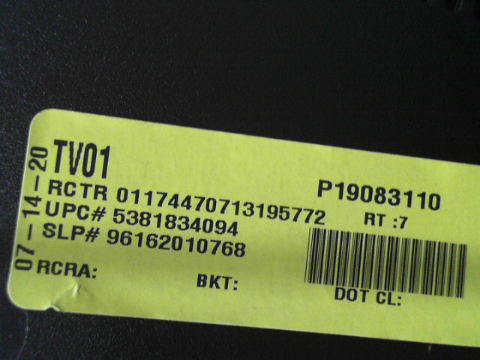 07-14-20
TV01
P19083110
RCTR 01174470713195772
RT :7
UPC# 5381834094
SLP# 96162010768
RCRA:
BKT:
DOT CL: